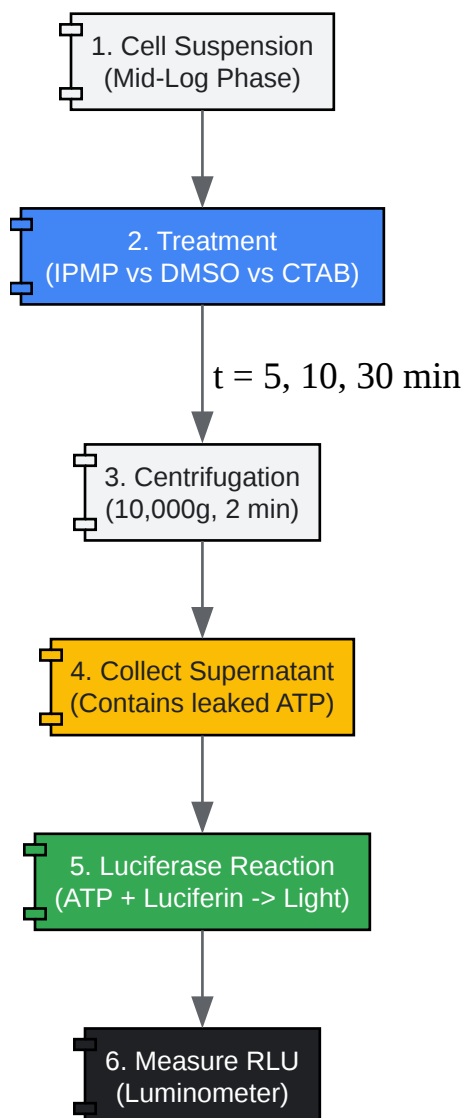 1. Cell Suspension
(Mid-Log Phase)
2. Treatment
(IPMP vs DMSO vs CTAB)
t = 5, 10, 30 min
3. Centrifugation
(10,000g, 2 min)
4. Collect Supernatant
(Contains leaked ATP)
5. Luciferase Reaction
(ATP + Luciferin -> Light)
6. Measure RLU
(Luminometer)